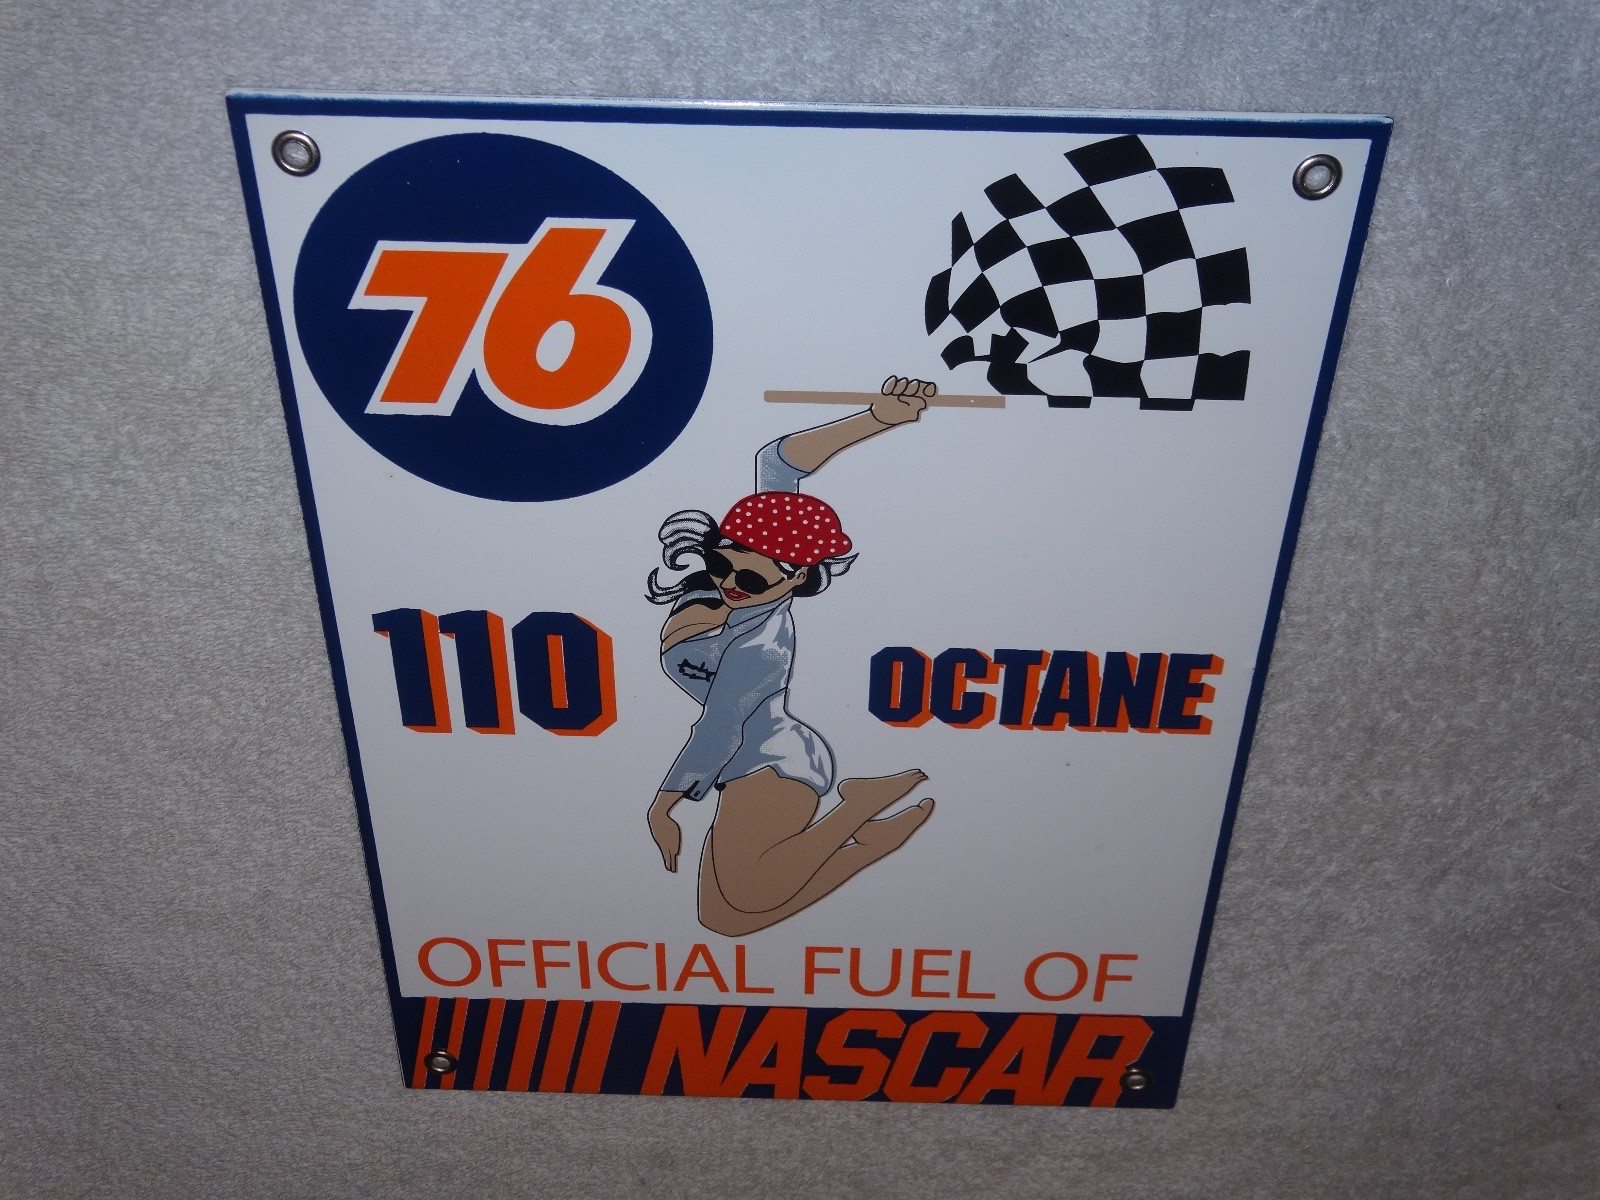 76
110 OCTANE
OFFICIAL FUEL OF
NASCAR